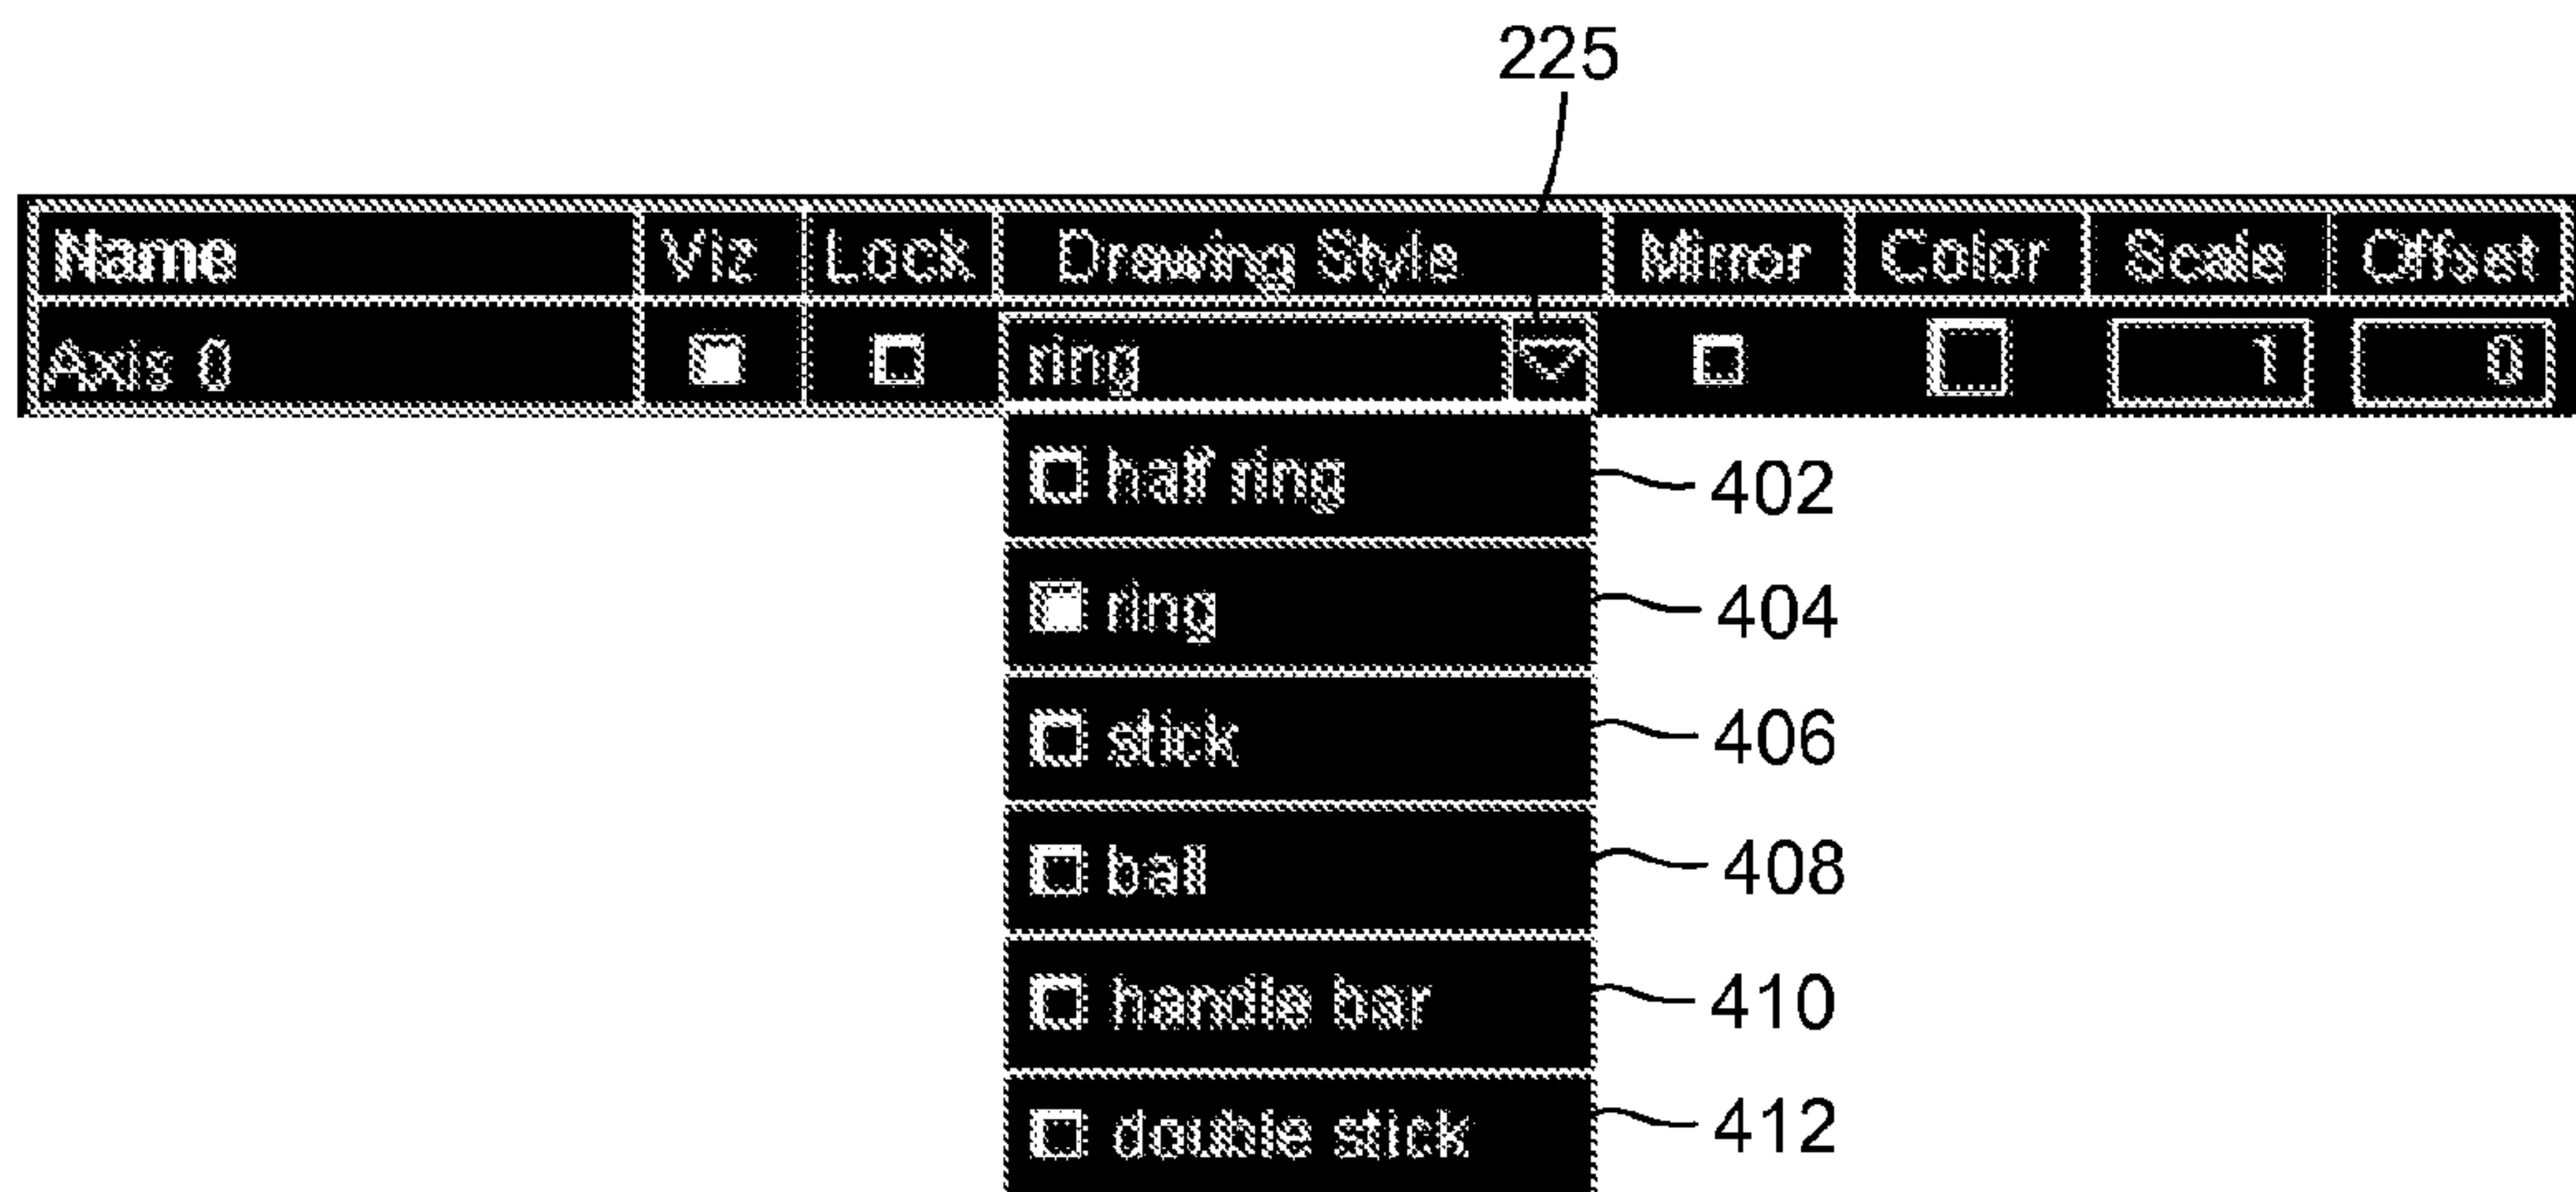 225
Name Viz Lock Drawing Style Mirror Color Scale Offset
Axis 0 ring 1 0
half ring 402
ring 404
stick 406
ball 408
handle bar 410
double stick 412